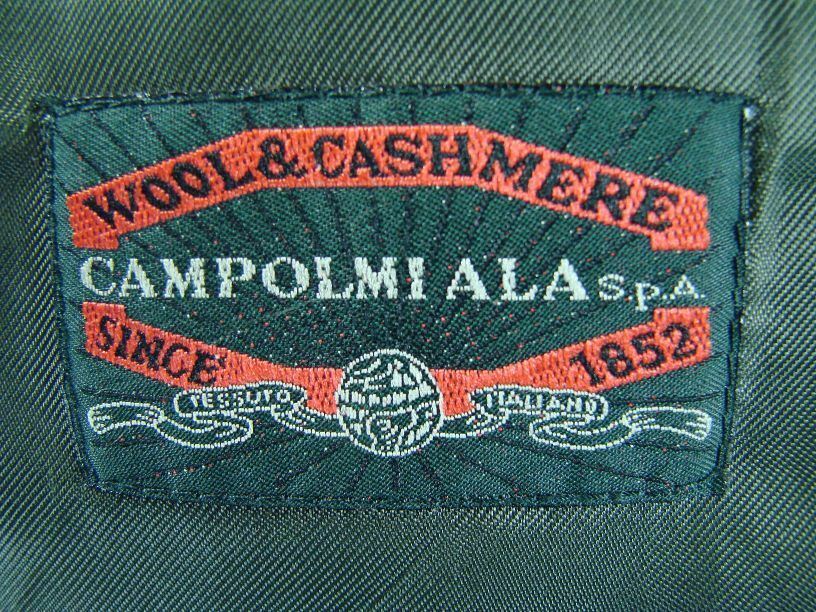 WOOL & CASHMERE
CAMPOLMI ALA S.p.A.
SINCE 1852
TESSUTO ITALIANO